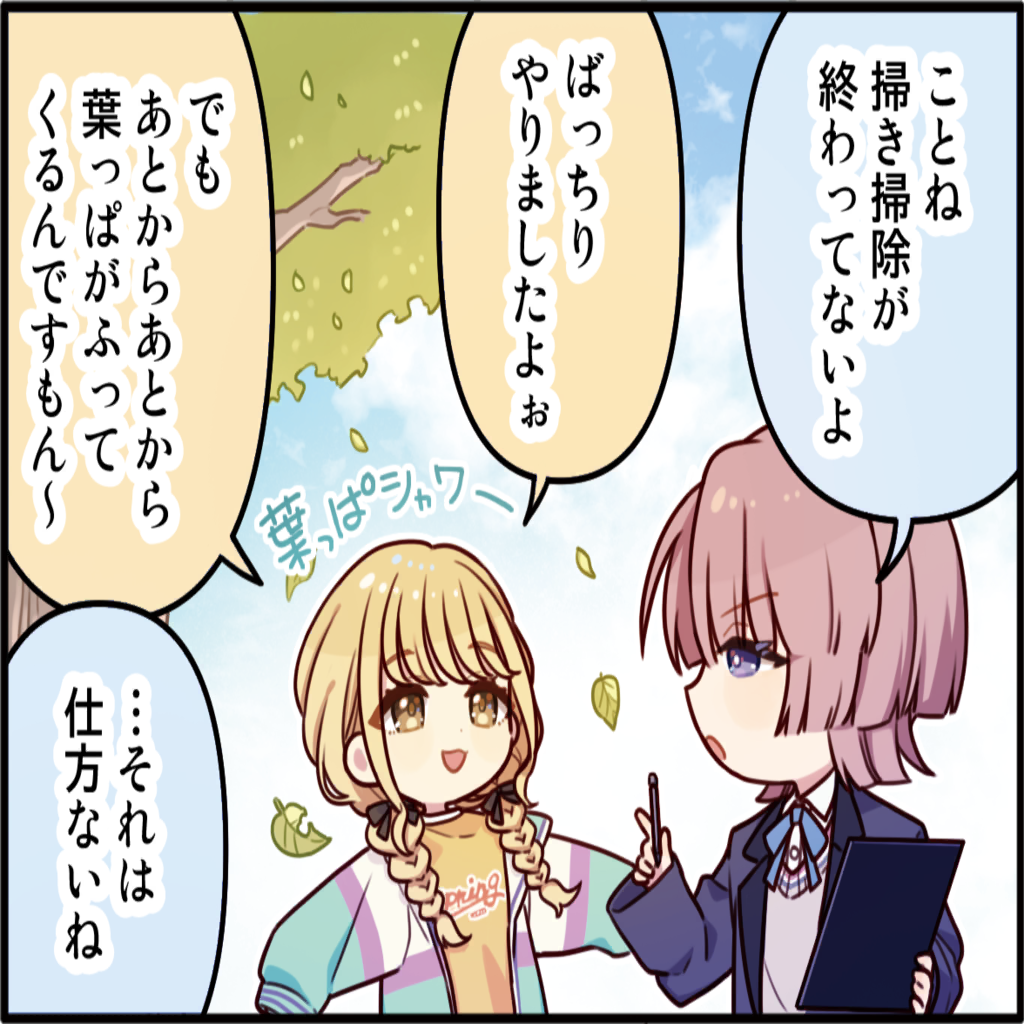 ことね
掃き掃除が
終わってないよ
ばっちり
やりましたよぉ
でも
あとからあとから
葉っぱがふって
くるんですもん～
葉っぱシャワー
…それは
仕方ないね
pring